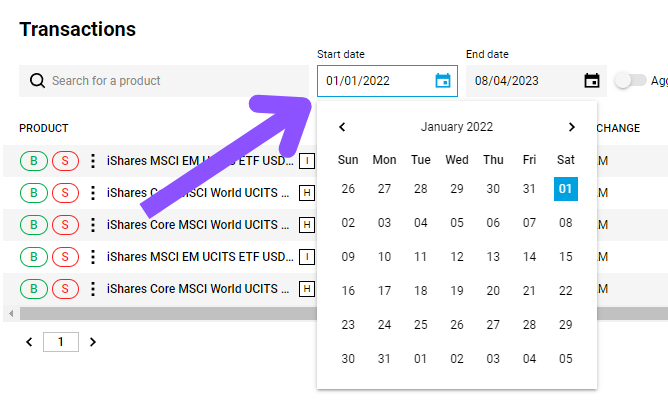 Transactions
Start date
End date
Search for a product
01/01/2022
08/04/2023
Agg
PRODUCT
January 2022
CHANGE
Sun Mon Tue Wed Thu Fri Sat
B S iShares MSCI EM UCITS ETF USD... I
26 27 28 29 30 31 01
B S iShares Core MSCI World UCITS ... H
02 03 04 05 06 07 08
B S iShares Core MSCI World UCITS ... H
09 10 11 12 13 14 15
B S iShares MSCI EM UCITS ETF USD... I
16 17 18 19 20 21 22
B S iShares Core MSCI World UCITS ... H
23 24 25 26 27 28 29
30 31 01 02 03 04 05
1